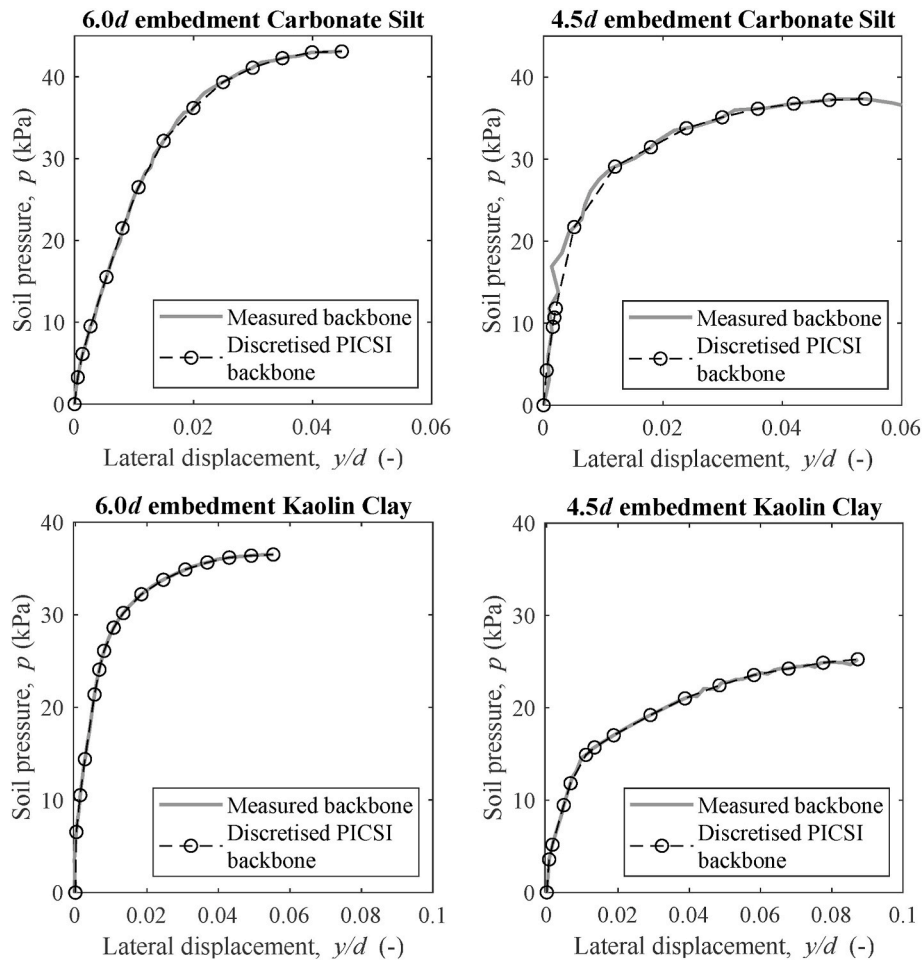 6.0d embedment Carbonate Silt
40
30
20
10
0
Soil pressure, p (kPa)
Measured backbone
Discretised PICSI
backbone
0
0.02
0.04
0.06
Lateral displacement, y/d (-)
4.5d embedment Carbonate Silt
40
30
20
10
0
Soil pressure, p (kPa)
Measured backbone
Discretised PICSI
backbone
0
0.02
0.04
0.06
Lateral displacement, y/d (-)
6.0d embedment Kaolin Clay
40
30
20
10
0
Soil pressure, p (kPa)
Measured backbone
Discretised PICSI
backbone
0
0.02
0.04
0.06
0.08
0.1
Lateral displacement, y/d (-)
4.5d embedment Kaolin Clay
40
30
20
10
0
Soil pressure, p (kPa)
Measured backbone
Discretised PICSI
backbone
0
0.02
0.04
0.06
0.08
0.1
Lateral displacement, y/d (-)